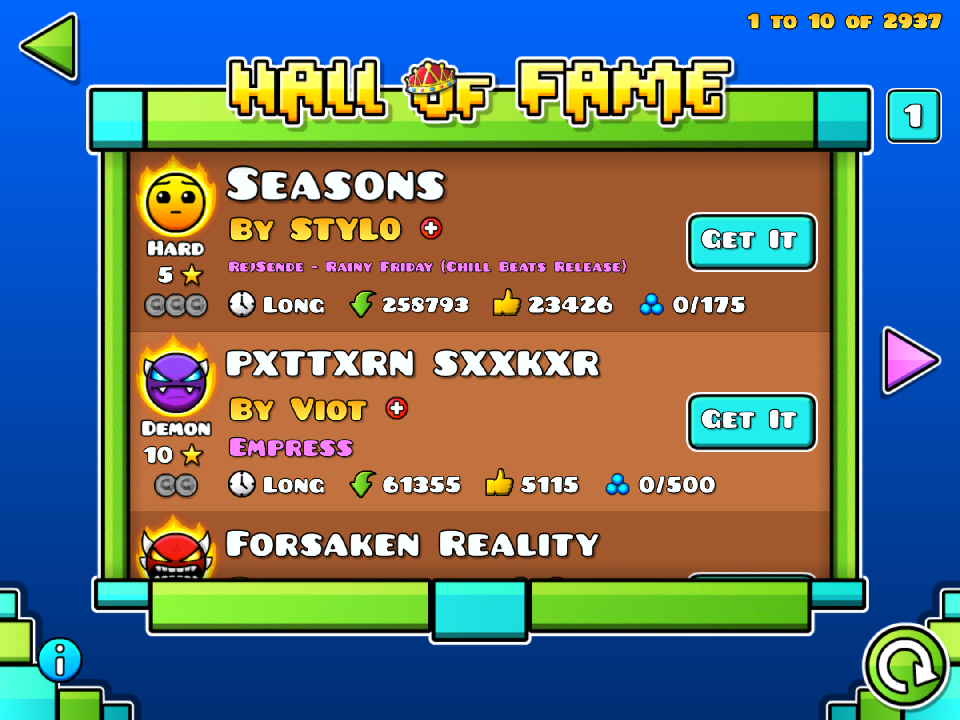 1 to 10 of 2937
Hall of Fame
1
Seasons
By STYLO
Hard
5
RejSende - Rainy Friday (Chill Beats Release)
Long 258793 23426 0/175
Get It
PXTTXRN SXXKXR
By Viot
Demon
10
Empress
Long 61355 5115 0/500
Get It
Forsaken Reality